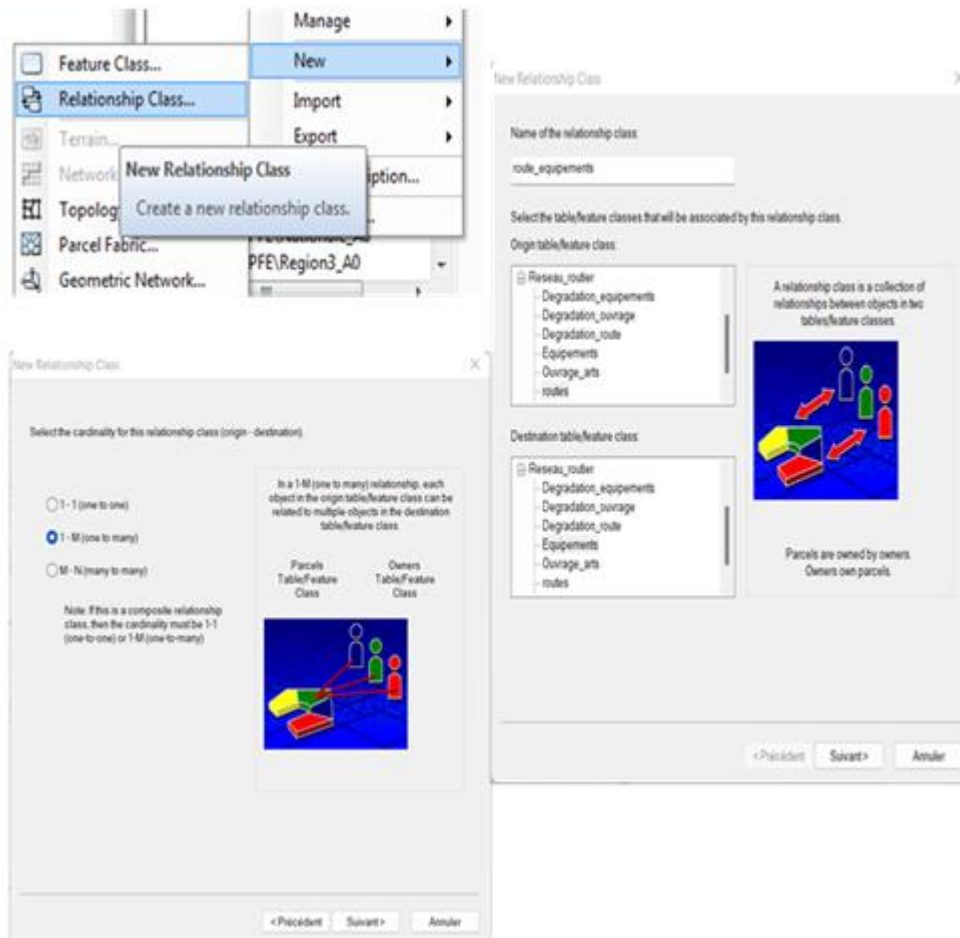 Manage
New
Import
Export
Feature Class...
Relationship Class...
Terrain...
Network
Topolog
Parcel Fabric...
Geometric Network...
New Relationship Class
Create a new relationship class.
iption...
PFE\Region3_A0
New Relationship Class
Name of the relationship class:
route_equipements
Select the table/feature classes that will be associated by this relationship class.
Origin table/feature class:
Reseau_routier
Degradation_equipements
Degradation_ouvrage
Degradation_route
Equipements
Ouvrage_arts
routes
A relationship class is a collection of
relationships between objects in two
tables/feature classes.
Destination table/feature class:
Reseau_routier
Degradation_equipements
Degradation_ouvrage
Degradation_route
Equipements
Ouvrage_arts
routes
Parcels are owned by owners.
Owners own parcels.
<Précédent
Suivant>
Annuler
New Relationship Class
Select the cardinality for this relationship class (origin - destination).
1 - 1 (one to one)
1 - M (one to many)
M - N (many to many)
Note: If this is a composite relationship
class, then the cardinality must be 1-1
(one-to-one) or 1-M (one-to-many)
In a 1-M (one to many) relationship, each
object in the origin table/feature class can be
related to multiple objects in the destination
table/feature class.
Parcels
Table/Feature
Class
Owners
Table/Feature
Class
<Précédent
Suivant>
Annuler